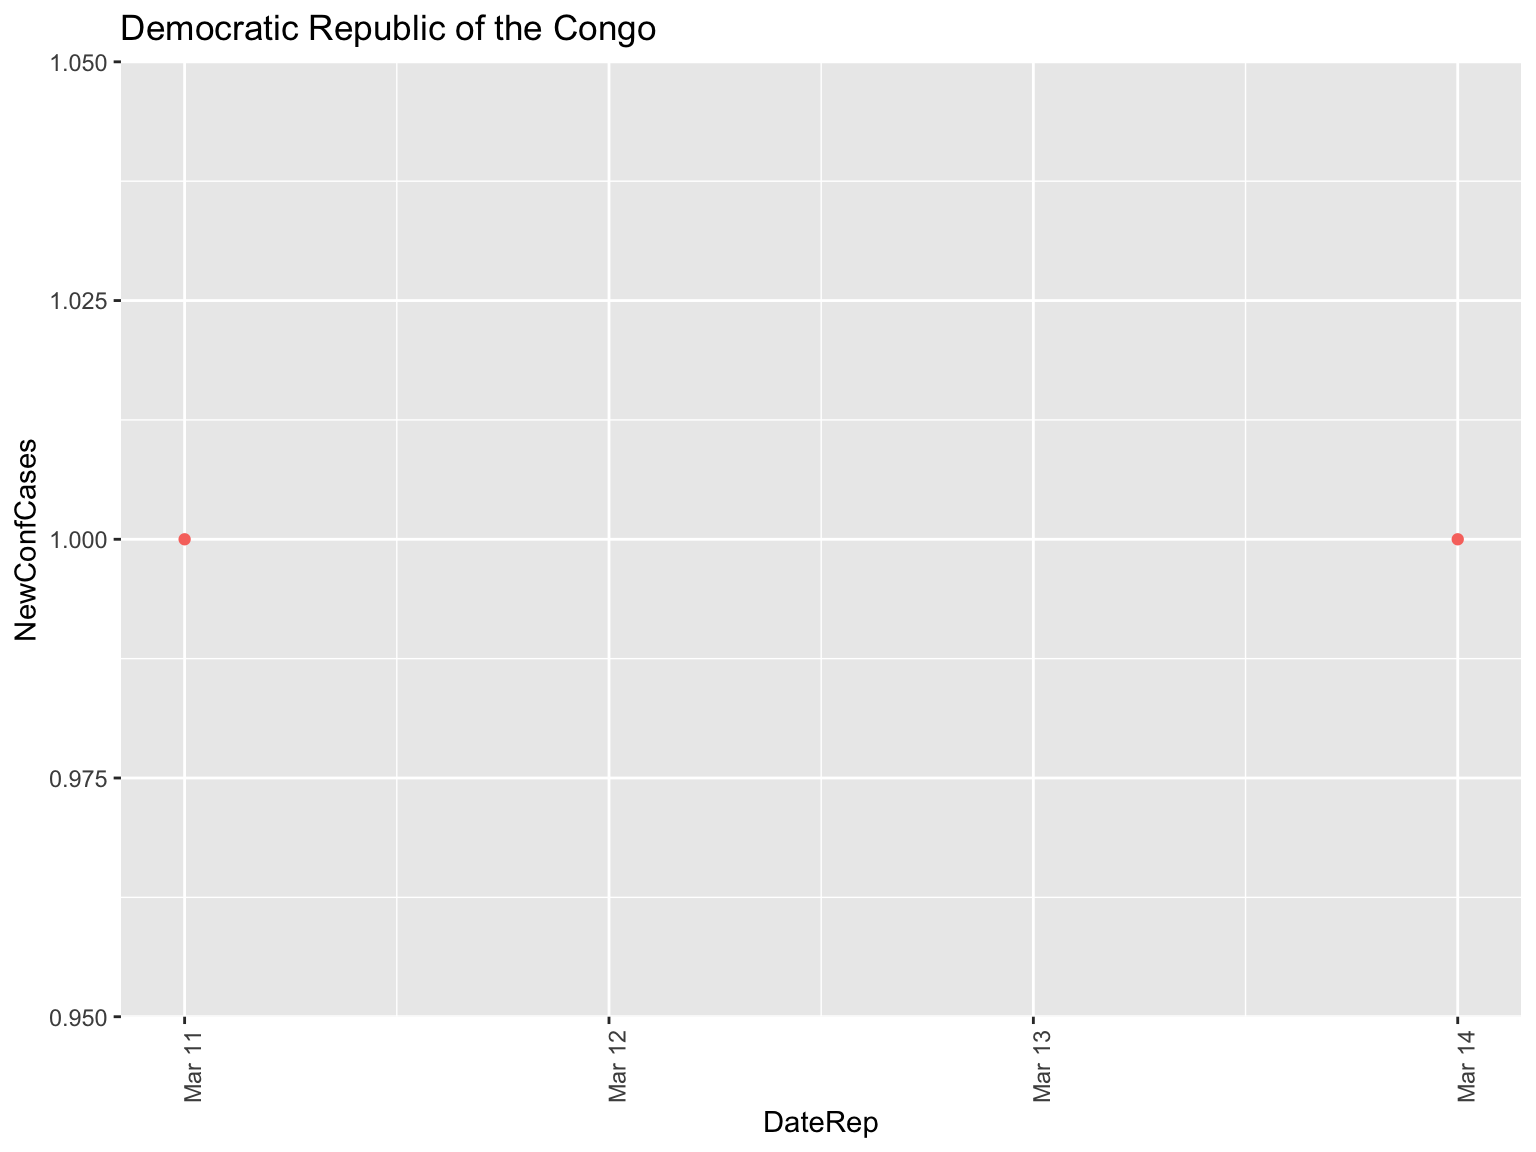 Democratic Republic of the Congo
1.050
1.025
1.000
0.975
0.950
NewConfCases
Mar 11
Mar 12
Mar 13
Mar 14
DateRep